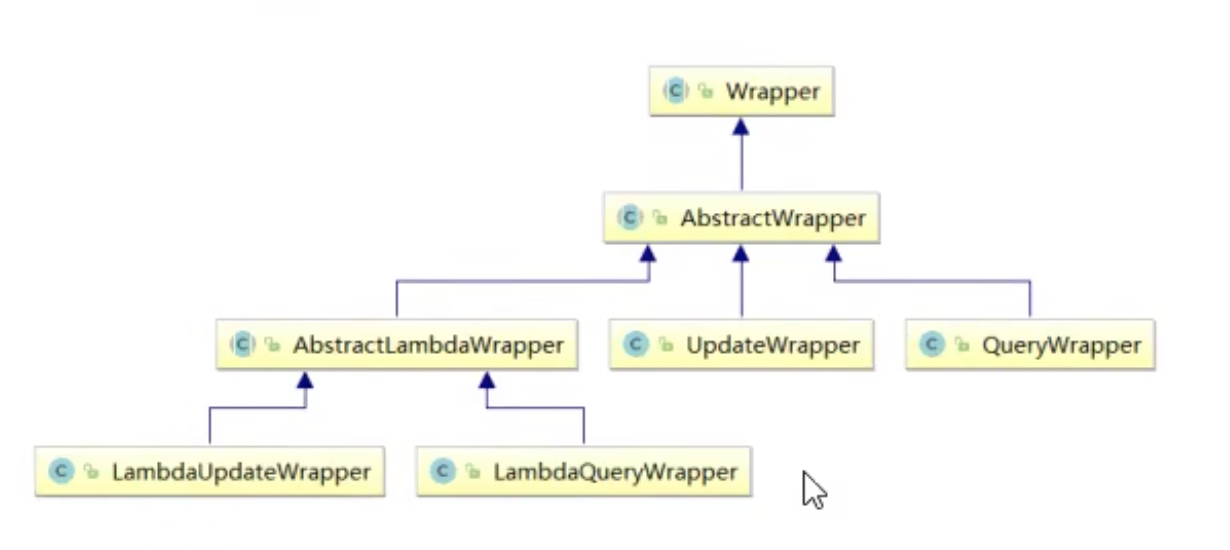 Wrapper
AbstractWrapper
AbstractLambdaWrapper
UpdateWrapper
QueryWrapper
LambdaUpdateWrapper
LambdaQueryWrapper